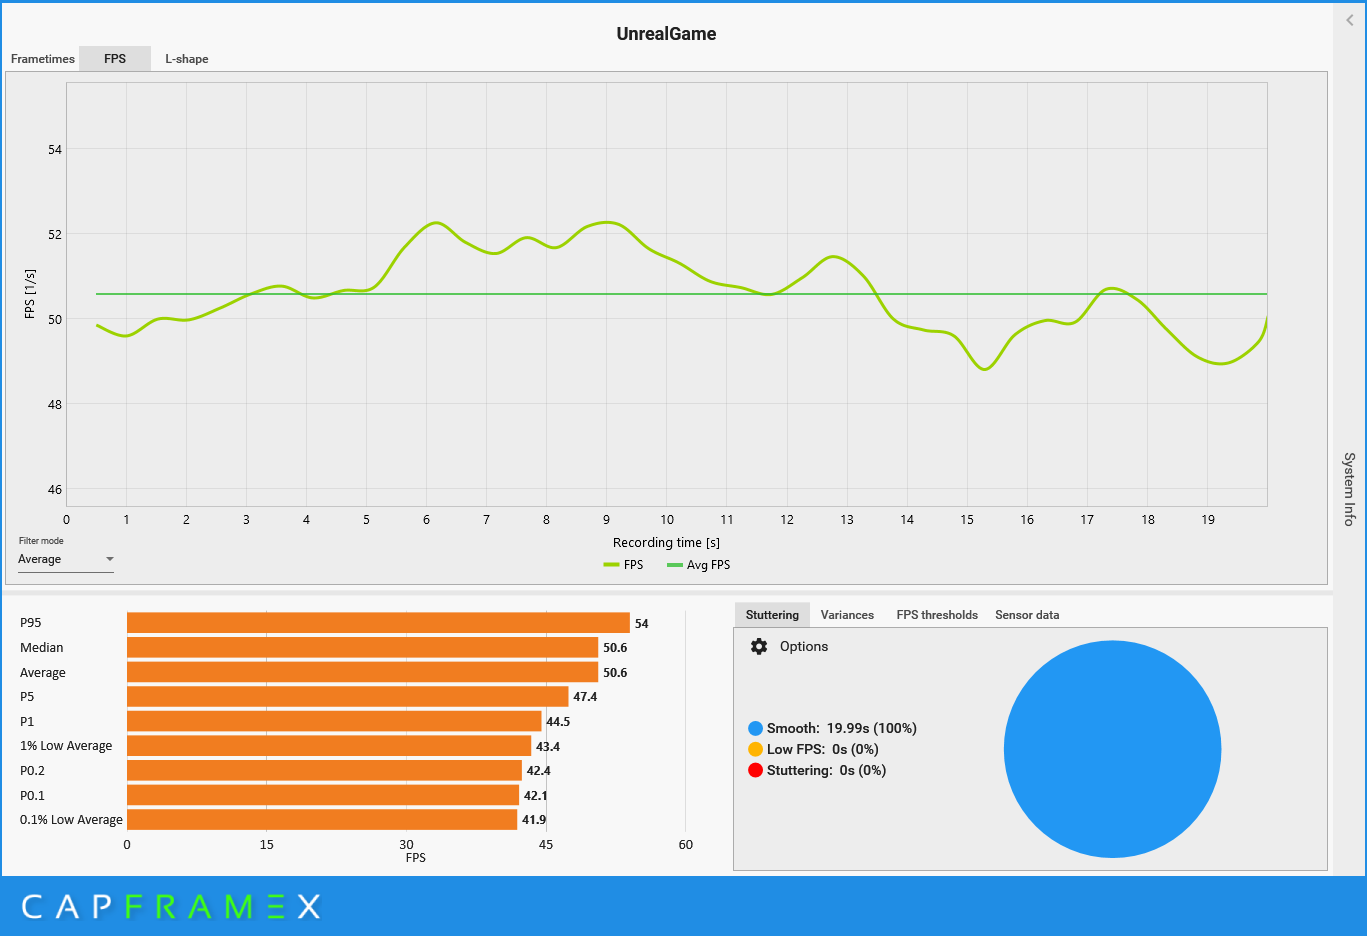 UnrealGame
Frametimes FPS L-shape
54
52
50
48
46
FPS [1/s]
0 1 2 3 4 5 6 7 8 9 10 11 12 13 14 15 16 17 18 19
Recording time [s]
FPS Avg FPS
Filter mode
Average
System Info
P95 54
Median 50.6
Average 50.6
P5 47.4
P1 44.5
1% Low Average 43.4
P0.2 42.4
P0.1 42.1
0.1% Low Average 41.9
0 15 30 45 60
FPS
Stuttering Variances FPS thresholds Sensor data
Options
Smooth: 19.99s (100%)
Low FPS: 0s (0%)
Stuttering: 0s (0%)
CAPFRAMEX